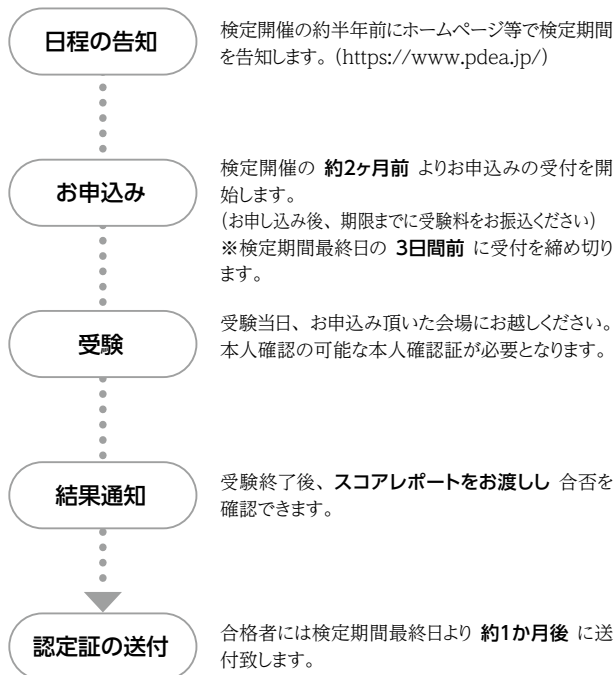 日程の告知
検定開催の約半年前にホームページ等で検定期間
を告知します。(https://www.pdea.jp/)
お申込み
検定開催の 約2ヶ月前 よりお申込みの受付を開
始します。
(お申し込み後、期限までに受験料をお振込ください)
※検定期間最終日の 3日間前 に受付を締め切り
ます。
受験
受験当日、お申込み頂いた会場にお越しください。
本人確認の可能な本人確認証が必要となります。
結果通知
受験終了後、スコアレポートをお渡しし 合否を
確認できます。
認定証の送付
合格者には検定期間最終日より 約1か月後 に送
付致します。